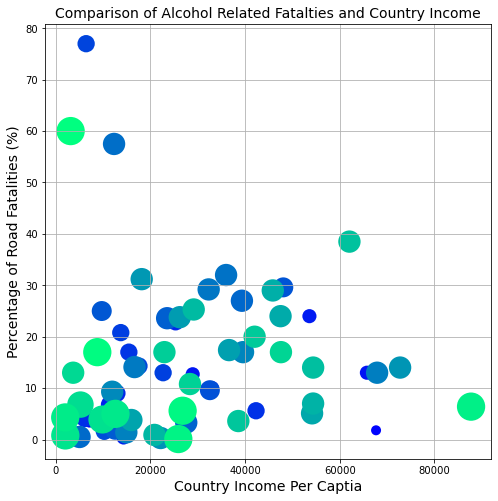 Comparison of Alcohol Related Fatalties and Country Income
80
70
60
50
40
30
20
10
0
Percentage of Road Fatalities (%)
0 20000 40000 60000 80000
Country Income Per Captia